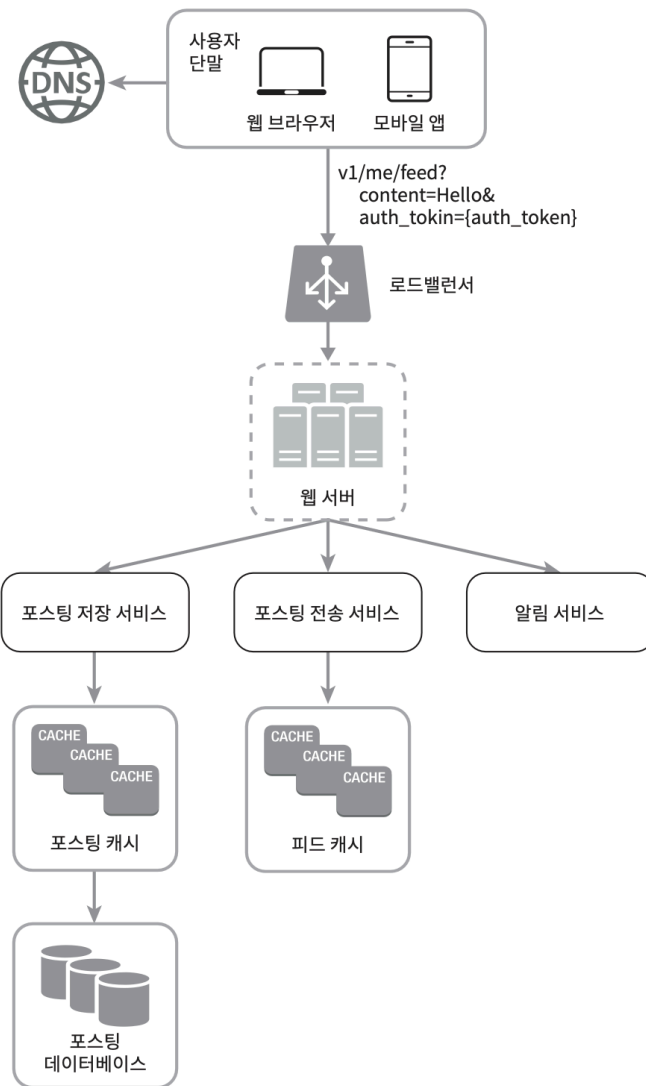 사용자
단말
DNS
웹 브라우저
모바일 앱
v1/me/feed?
content=Hello&
auth_tokin={auth_token}
로드밸런서
웹 서버
포스팅 저장 서비스
포스팅 전송 서비스
알림 서비스
CACHE
CACHE
CACHE
포스팅 캐시
CACHE
CACHE
CACHE
피드 캐시
포스팅
데이터베이스